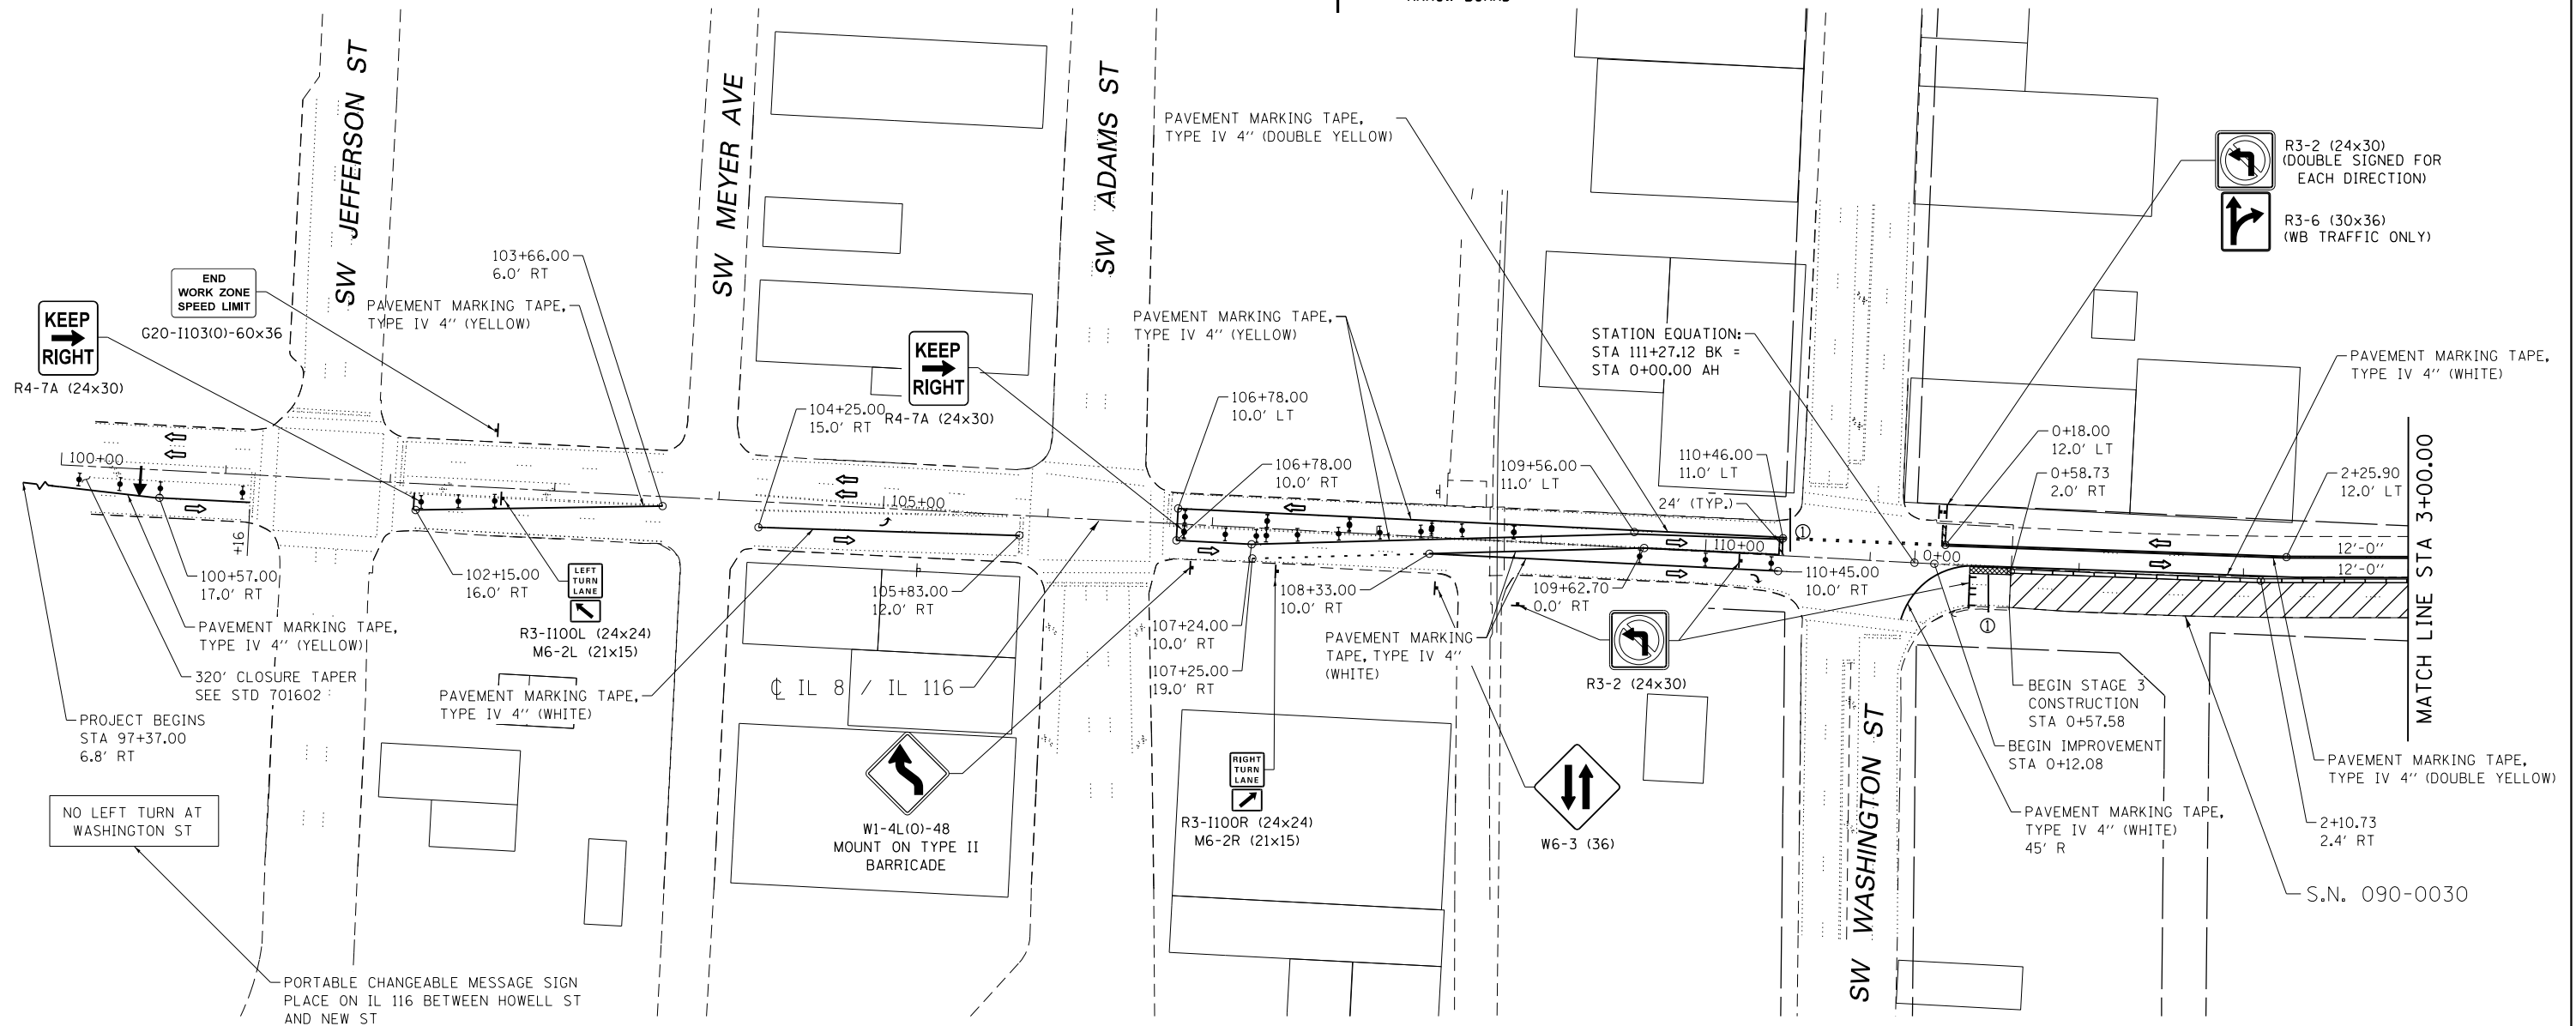 SW JEFFERSON ST
SW MEYER AVE
SW ADAMS ST
PAVEMENT MARKING TAPE,
TYPE IV 4'' (DOUBLE YELLOW)
R3-2 (24x30)
(DOUBLE SIGNED FOR
EACH DIRECTION)
R3-6 (30x36)
(WB TRAFFIC ONLY)
END
WORK ZONE
SPEED LIMIT
G20-I103(O)-60x36
KEEP
RIGHT
R4-7A (24x30)
103+66.00
6.0' RT
PAVEMENT MARKING TAPE,
TYPE IV 4'' (YELLOW)
KEEP
RIGHT
R4-7A (24x30)
104+25.00
15.0' RT
PAVEMENT MARKING TAPE,
TYPE IV 4'' (YELLOW)
106+78.00
10.0' LT
106+78.00
10.0' RT
STATION EQUATION:
STA 111+27.12 BK =
STA 0+00.00 AH
109+56.00
11.0' LT
110+46.00
11.0' LT
24' (TYP.)
PAVEMENT MARKING TAPE,
TYPE IV 4'' (WHITE)
0+18.00
12.0' LT
0+58.73
2.0' RT
2+25.90
12.0' LT
MATCH LINE STA 3+00.00
12'-0''
12'-0''
100+00
105+00
110+00
0+00
1
1
+16
100+57.00
17.0' RT
102+15.00
16.0' RT
LEFT
TURN
LANE
R3-I100L (24x24)
M6-2L (21x15)
105+83.00
12.0' RT
107+24.00
10.0' RT
107+25.00
19.0' RT
108+33.00
10.0' RT
109+62.70
0.0' RT
110+45.00
10.0' RT
PAVEMENT MARKING TAPE,
TYPE IV 4'' (YELLOW)
320' CLOSURE TAPER
SEE STD 701602
PROJECT BEGINS
STA 97+37.00
6.8' RT
PAVEMENT MARKING TAPE,
TYPE IV 4'' (WHITE)
℄ IL 8 / IL 116
PAVEMENT MARKING
TAPE, TYPE IV 4''
(WHITE)
R3-2 (24x30)
W1-4L(O)-48
MOUNT ON TYPE II
BARRICADE
RIGHT
TURN
LANE
R3-I100R (24x24)
M6-2R (21x15)
W6-3 (36)
SW WASHINGTON ST
BEGIN STAGE 3
CONSTRUCTION
STA 0+57.58
BEGIN IMPROVEMENT
STA 0+12.08
PAVEMENT MARKING TAPE,
TYPE IV 4'' (WHITE)
45' R
PAVEMENT MARKING TAPE,
TYPE IV 4'' (DOUBLE YELLOW)
2+10.73
2.4' RT
S.N. 090-0030
NO LEFT TURN AT
WASHINGTON ST
PORTABLE CHANGEABLE MESSAGE SIGN
PLACE ON IL 116 BETWEEN HOWELL ST
AND NEW ST